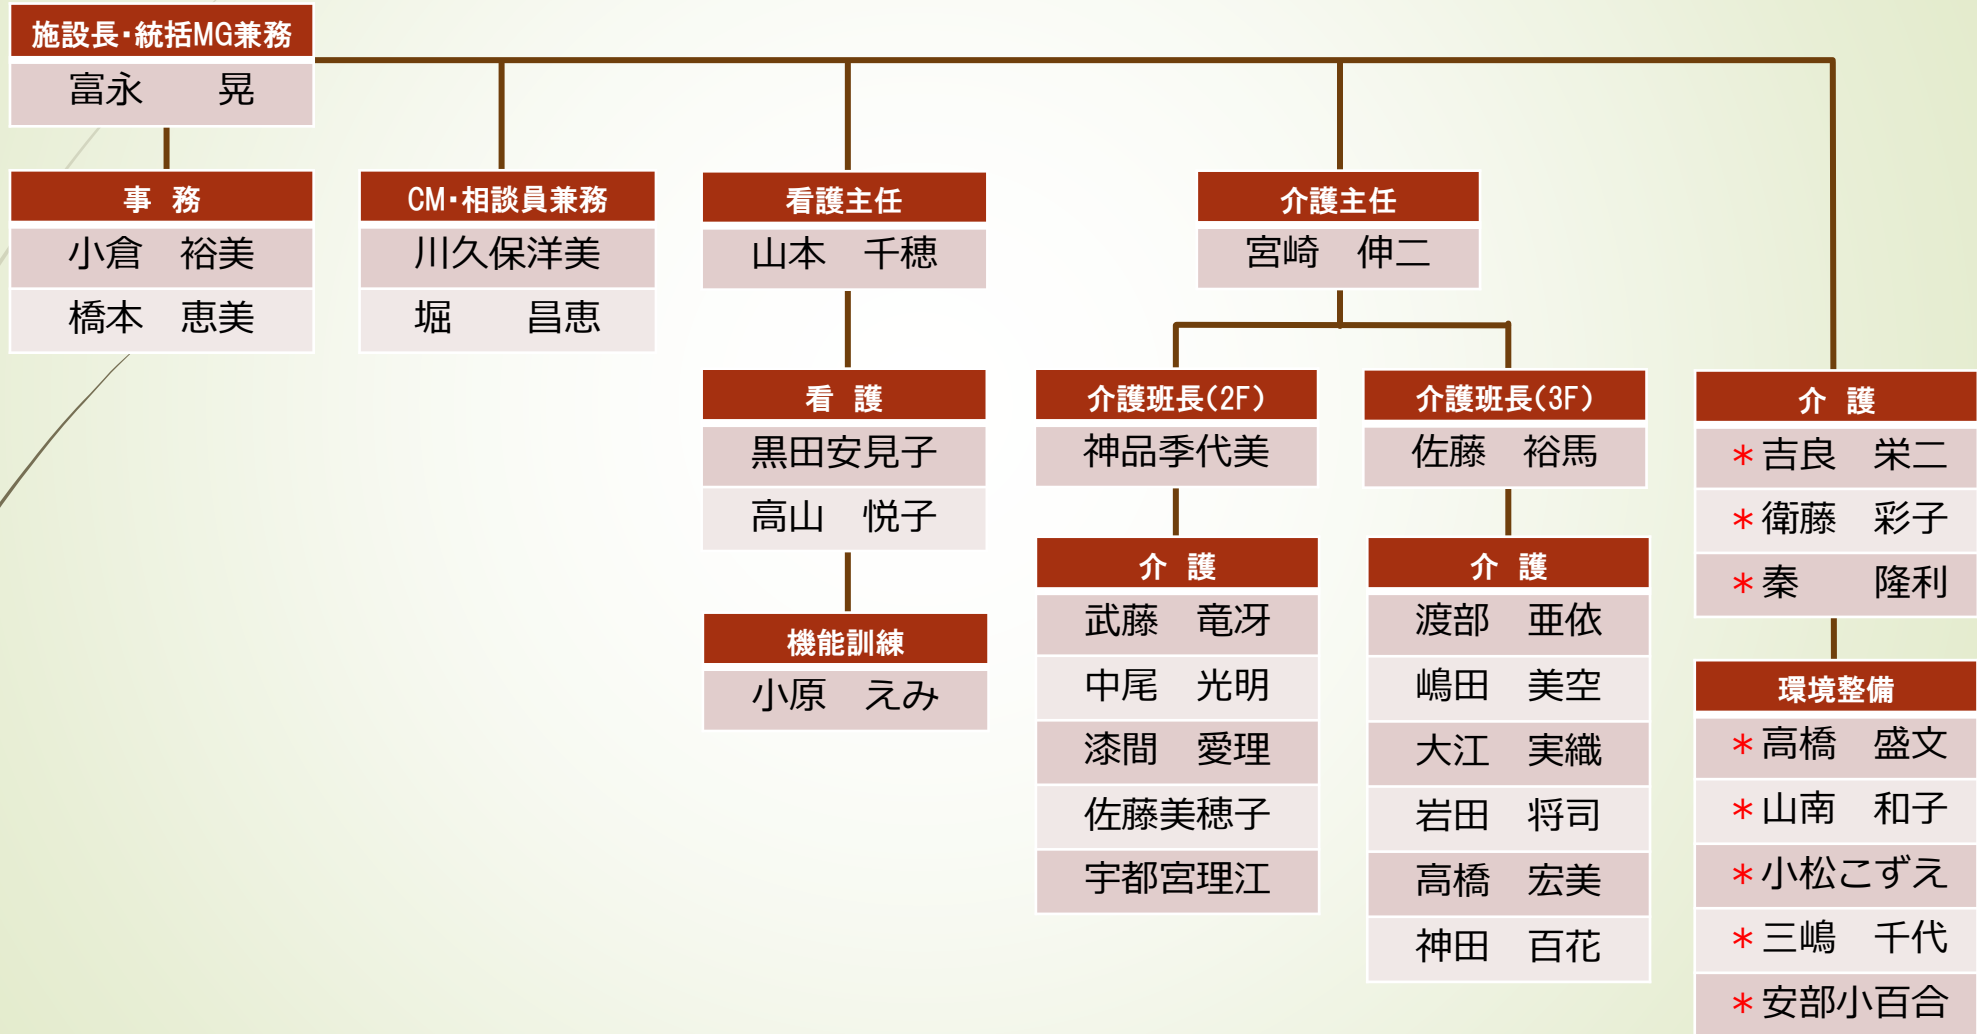 施設長・統括MG兼務
富永　　晃
事　務
小倉　裕美
橋本　恵美
CM・相談員兼務
川久保洋美
堀　　昌恵
看護主任
山本　千穂
看　護
黒田安見子
高山　悦子
機能訓練
小原　えみ
介護主任
宮崎　伸二
介護班長（2F）
神品季代美
介　護
武藤　竜冴
中尾　光明
漆間　愛理
佐藤美穂子
宇都宮理江
介護班長（3F）
佐藤　裕馬
介　護
渡部　亜依
嶋田　美空
大江　実織
岩田　将司
高橋　宏美
神田　百花
介　護
＊吉良　栄二
＊衛藤　彩子
＊秦　　隆利
環境整備
＊高橋　盛文
＊山南　和子
＊小松こずえ
＊三嶋　千代
＊安部小百合